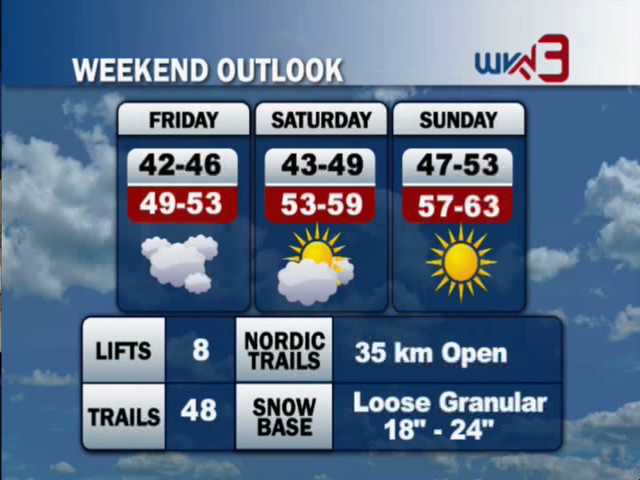 WEEKEND OUTLOOK
3
FRIDAY SATURDAY SUNDAY
42-46 43-49 47-53
49-53 53-59 57-63
LIFTS 8 NORDIC TRAILS 35 km Open
TRAILS 48 SNOW BASE Loose Granular
18" - 24"